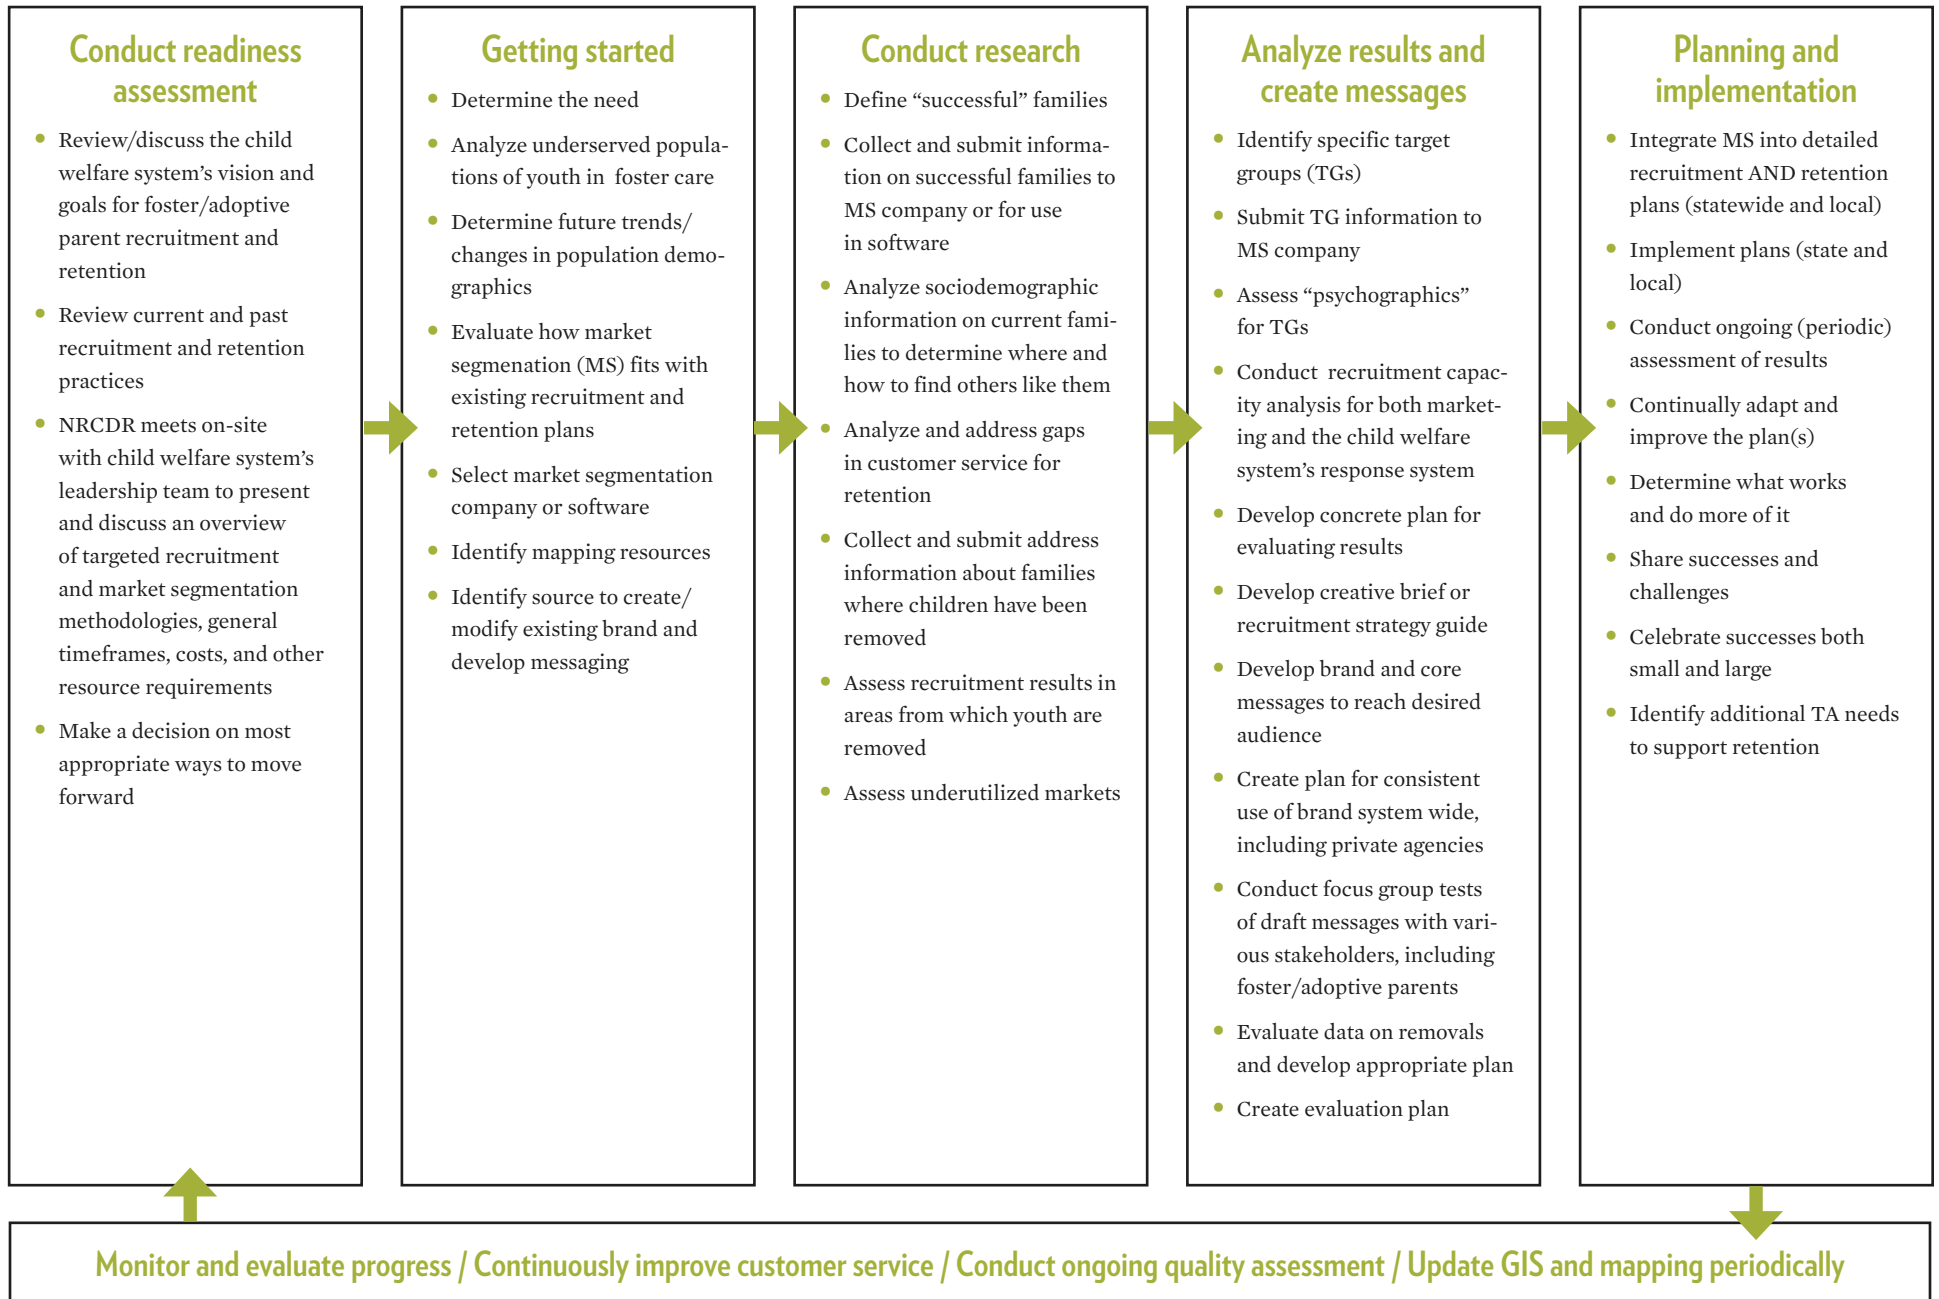 Conduct readiness
assessment
• Review/discuss the child
welfare system’s vision and
goals for foster/adoptive
parent recruitment and
retention
• Review current and past
recruitment and retention
practices
• NRCDR meets on-site
with child welfare system’s
leadership team to present
and discuss an overview
of targeted recruitment
and market segmentation
methodologies, general
timeframes, costs, and other
resource requirements
• Make a decision on most
appropriate ways to move
forward
Getting started
• Determine the need
• Analyze underserved popula-
tions of youth in foster care
• Determine future trends/
changes in population demo-
graphics
• Evaluate how market
segmenation (MS) fits with
existing recruitment and
retention plans
• Select market segmentation
company or software
• Identify mapping resources
• Identify source to create/
modify existing brand and
develop messaging
Conduct research
• Define “successful” families
• Collect and submit informa-
tion on successful families to
MS company or for use
in software
• Analyze sociodemographic
information on current fami-
lies to determine where and
how to find others like them
• Analyze and address gaps
in customer service for
retention
• Collect and submit address
information about families
where children have been
removed
• Assess recruitment results in
areas from which youth are
removed
• Assess underutilized markets
Analyze results and
create messages
• Identify specific target
groups (TGs)
• Submit TG information to
MS company
• Assess “psychographics”
for TGs
• Conduct recruitment capac-
ity analysis for both market-
ing and the child welfare
system’s response system
• Develop concrete plan for
evaluating results
• Develop creative brief or
recruitment strategy guide
• Develop brand and core
messages to reach desired
audience
• Create plan for consistent
use of brand system wide,
including private agencies
• Conduct focus group tests
of draft messages with vari-
ous stakeholders, including
foster/adoptive parents
• Evaluate data on removals
and develop appropriate plan
• Create evaluation plan
Planning and
implementation
• Integrate MS into detailed
recruitment AND retention
plans (statewide and local)
• Implement plans (state and
local)
• Conduct ongoing (periodic)
assessment of results
• Continually adapt and
improve the plan(s)
• Determine what works
and do more of it
• Share successes and
challenges
• Celebrate successes both
small and large
• Identify additional TA needs
to support retention
Monitor and evaluate progress / Continuously improve customer service / Conduct ongoing quality assessment / Update GIS and mapping periodically